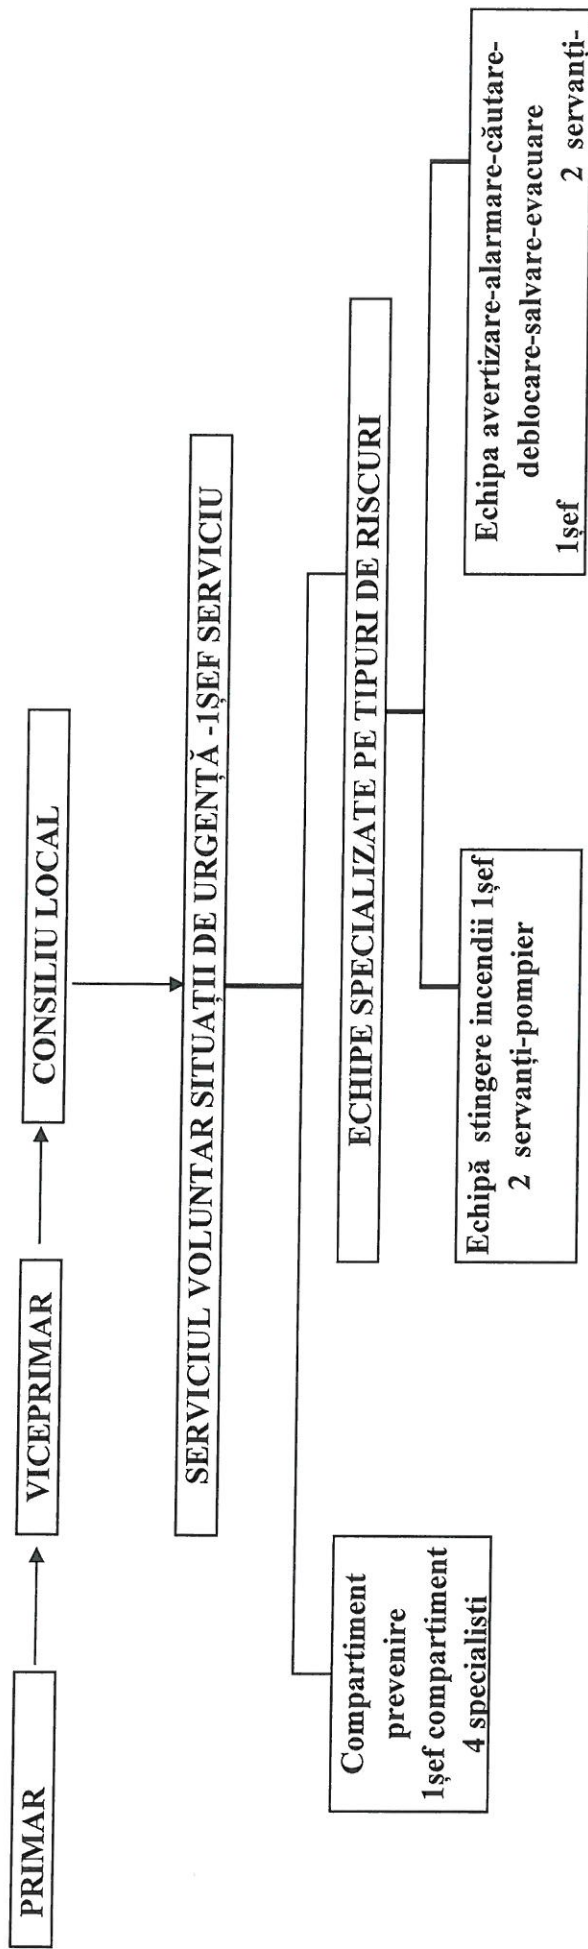 PRIMAR
VICEPRIMAR
CONSILIU LOCAL
SERVICIUL VOLUNTAR SITUAȚII DE URGENȚĂ -1ȘEF SERVICIU
Compartiment
prevenire
1șef compartiment
4 specialisti
ECHIPE SPECIALIZATE PE TIPURI DE RISCURI
Echipă stingere incendii 1șef
2 servanți-pompier
Echipa avertizare-alarmare-căutare-
deblocare-salvare-evacuare
1șef 2 servanți-